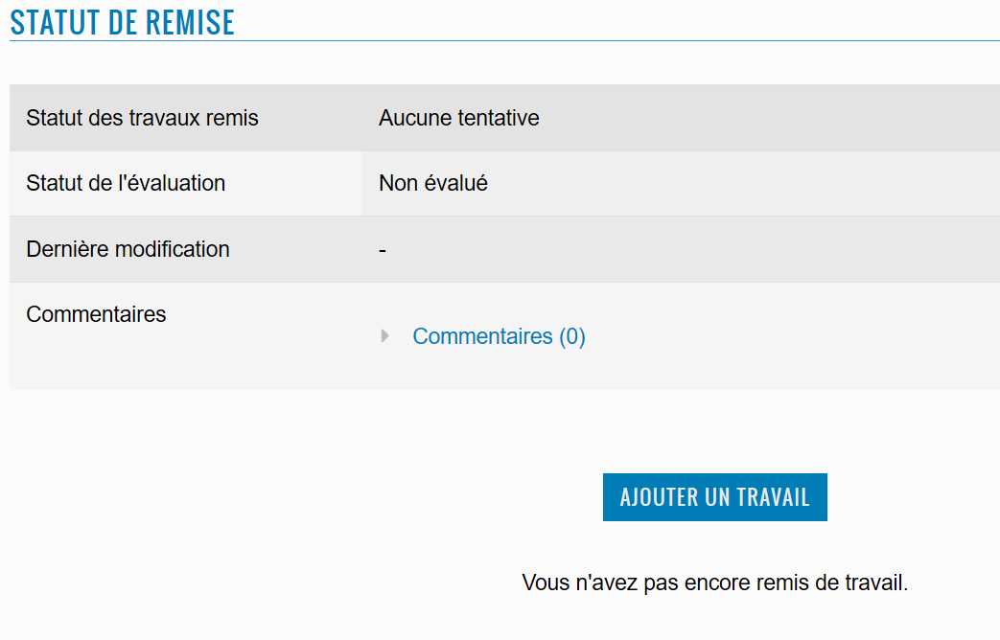 STATUT DE REMISE
Statut des travaux remis Aucune tentative
Statut de l'évaluation Non évalué
Dernière modification -
Commentaires
Commentaires (0)
AJOUTER UN TRAVAIL
Vous n'avez pas encore remis de travail.